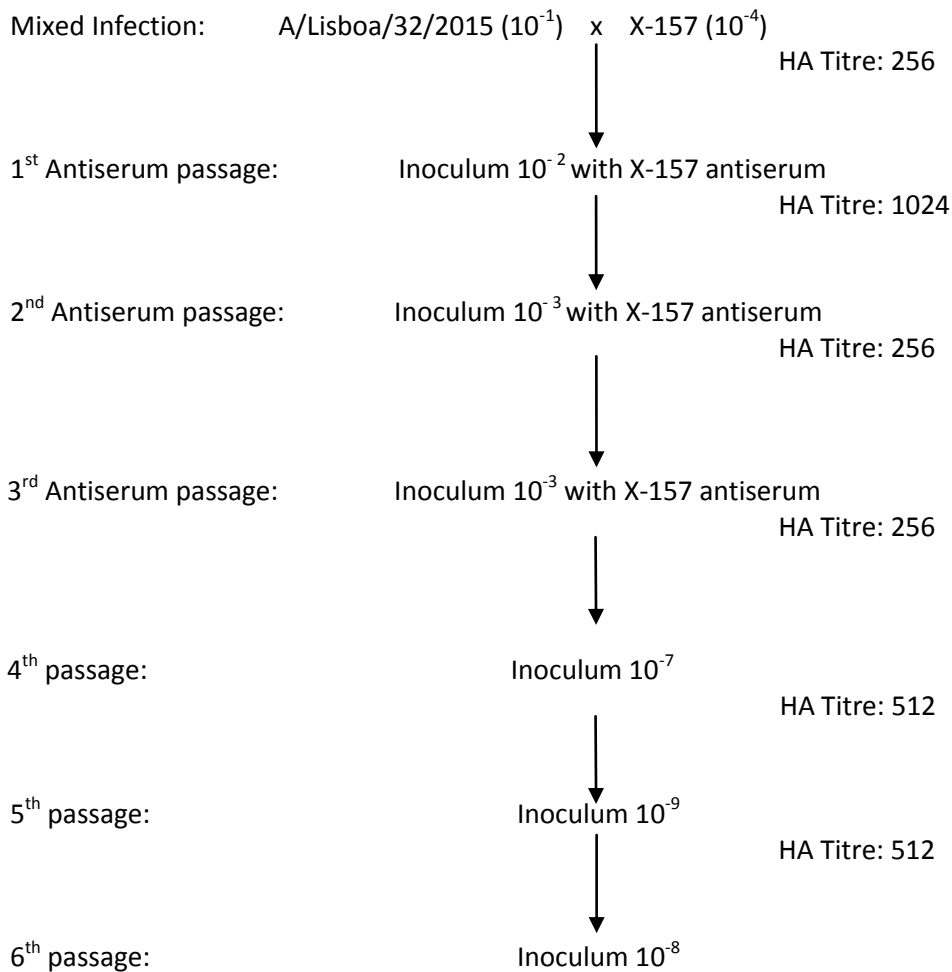 Mixed Infection: A/Lisboa/32/2015 (10⁻¹) x X-157 (10⁻⁴)
HA Titre: 256
1ˢᵗ Antiserum passage: Inoculum 10⁻² with X-157 antiserum
HA Titre: 1024
2ⁿᵈ Antiserum passage: Inoculum 10⁻³ with X-157 antiserum
HA Titre: 256
3ʳᵈ Antiserum passage: Inoculum 10⁻³ with X-157 antiserum
HA Titre: 256
4ᵗʰ passage: Inoculum 10⁻⁷
HA Titre: 512
5ᵗʰ passage: Inoculum 10⁻⁹
HA Titre: 512
6ᵗʰ passage: Inoculum 10⁻⁸